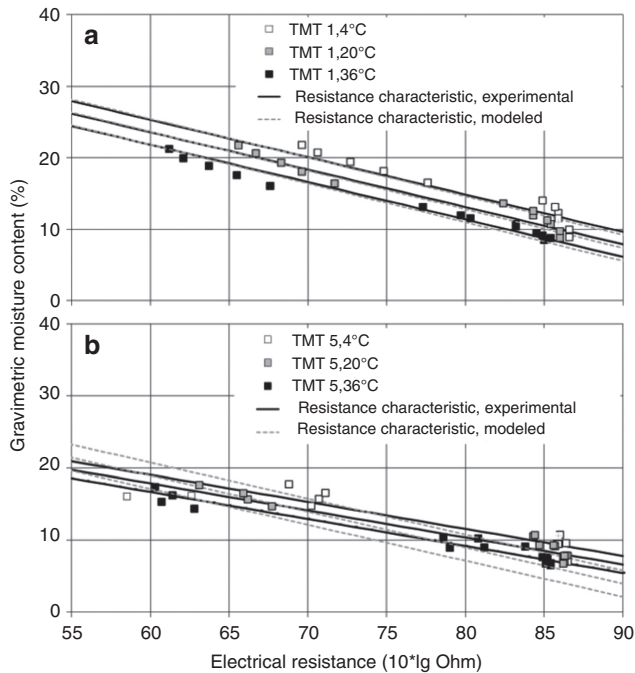 a
TMT 1,4°C
TMT 1,20°C
TMT 1,36°C
Resistance characteristic, experimental
Resistance characteristic, modeled
40
30
20
10
0
b
TMT 5,4°C
TMT 5,20°C
TMT 5,36°C
Resistance characteristic, experimental
Resistance characteristic, modeled
40
30
20
10
0
Gravimetric moisture content (%)
55 60 65 70 75 80 85 90
Electrical resistance (10*lg Ohm)